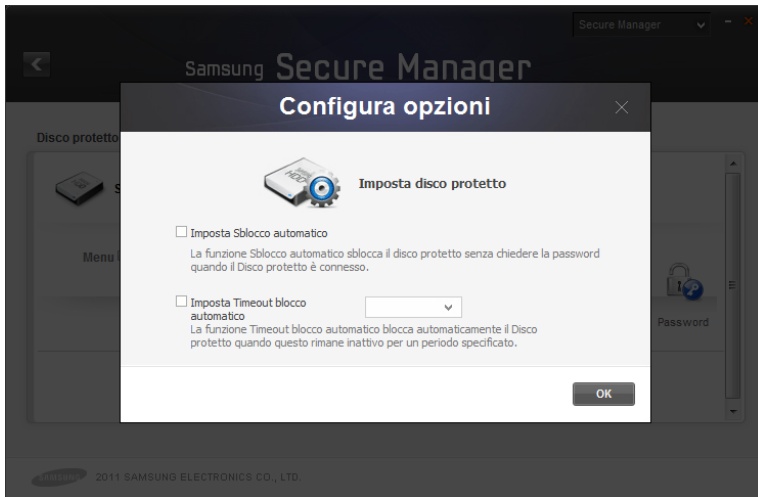 Secure Manager
Samsung Secure Manager
Configura opzioni
Disco protetto
HDD
Imposta disco protetto
S
Imposta Sblocco automatico
La funzione Sblocco automatico sblocca il disco protetto senza chiedere la password
quando il Disco protetto è connesso.
Menu
Imposta Timeout blocco
automatico
La funzione Timeout blocco automatico blocca automaticamente il Disco
protetto quando questo rimane inattivo per un periodo specificato.
Password
OK
SAMSUNG 2011 SAMSUNG ELECTRONICS CO., LTD.